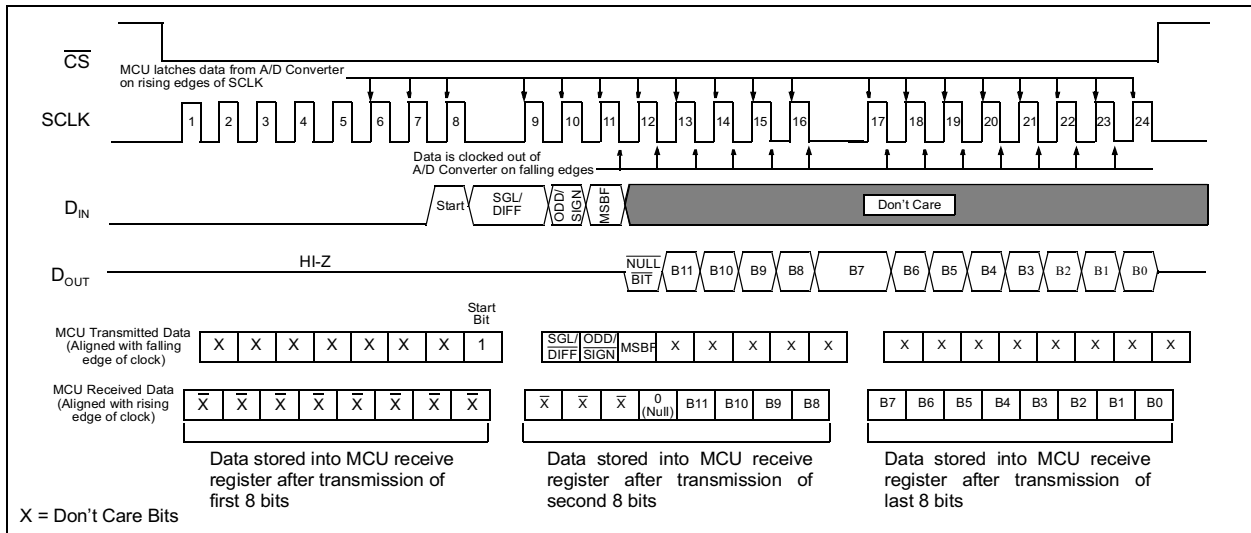 CS
MCU latches data from A/D Converter
on rising edges of SCLK
SCLK
1 2 3 4 5 6 7 8 9 10 11 12 13 14 15 16 17 18 19 20 21 22 23 24
Data is clocked out of
A/D Converter on falling edges
DIN
Start
SGL/
DIFF
ODD/
SIGN
MSBF
Don't Care
DOUT
HI-Z
NULL
BIT
B11 B10 B9 B8 B7 B6 B5 B4 B3 B2 B1 B0
Start
Bit
MCU Transmitted Data
(Aligned with falling
edge of clock)
X X X X X X X 1
SGL/
DIFF
ODD/
SIGN
MSBF X X X X X
X X X X X X X X
MCU Received Data
(Aligned with rising
edge of clock)
X X X X X X X X
X X X 0
(Null)
B11 B10 B9 B8
B7 B6 B5 B4 B3 B2 B1 B0
Data stored into MCU receive
register after transmission of
first 8 bits
Data stored into MCU receive
register after transmission of
second 8 bits
Data stored into MCU receive
register after transmission of
last 8 bits
X = Don't Care Bits